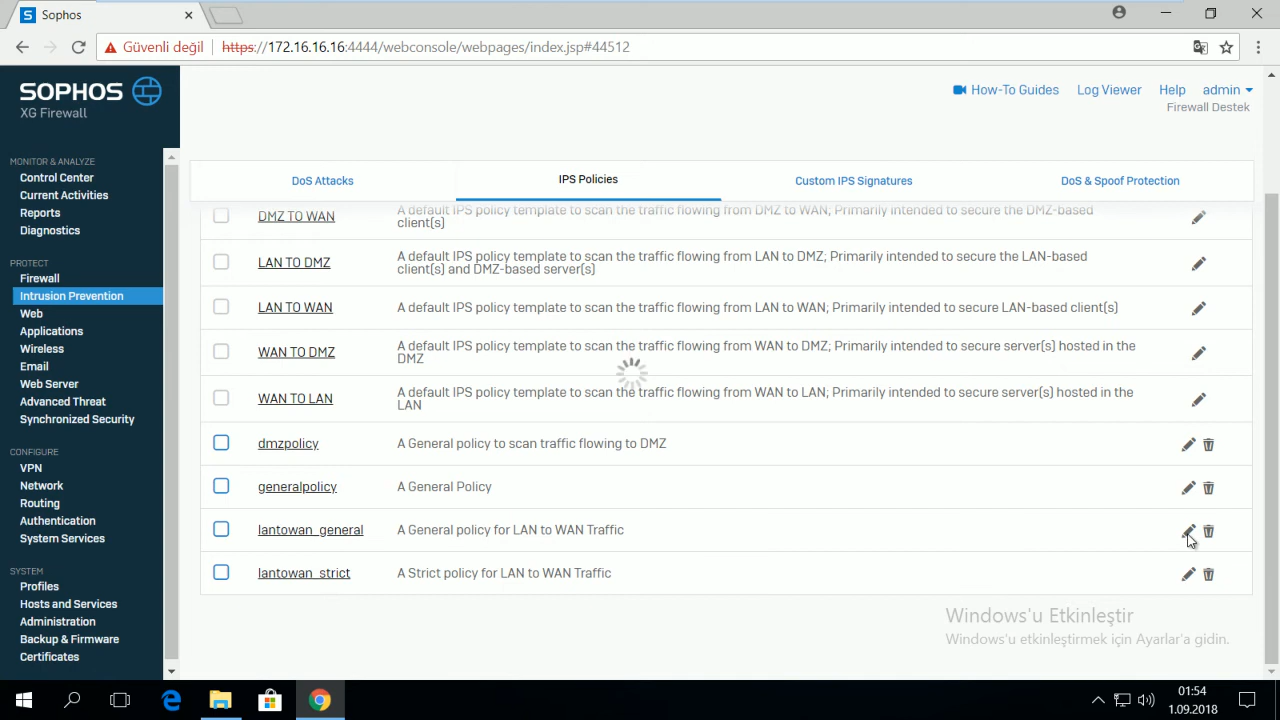 Sophos
Güvenli değil
https://172.16.16.16:4444/webconsole/webpages/index.jsp#44512
SOPHOS
XG Firewall
How-To Guides
Log Viewer
Help
admin
Firewall Destek
MONITOR & ANALYZE
Control Center
Current Activities
Reports
Diagnostics
PROTECT
Firewall
Intrusion Prevention
Web
Applications
Wireless
Email
Web Server
Advanced Threat
Synchronized Security
CONFIGURE
VPN
Network
Routing
Authentication
System Services
SYSTEM
Profiles
Hosts and Services
Administration
Backup & Firmware
Certificates
DoS Attacks
IPS Policies
Custom IPS Signatures
DoS & Spoof Protection
DMZ TO WAN
A default IPS policy template to scan the traffic flowing from DMZ to WAN; Primarily intended to secure the DMZ-based
client(s)
LAN TO DMZ
A default IPS policy template to scan the traffic flowing from LAN to DMZ; Primarily intended to secure the LAN-based
client(s) and DMZ-based server(s)
LAN TO WAN
A default IPS policy template to scan the traffic flowing from LAN to WAN; Primarily intended to secure LAN-based client(s)
WAN TO DMZ
A default IPS policy template to scan the traffic flowing from WAN to DMZ; Primarily intended to secure server(s) hosted in the
DMZ
WAN TO LAN
A default IPS policy template to scan the traffic flowing from WAN to LAN; Primarily intended to secure server(s) hosted in the
LAN
dmzpolicy
A General policy to scan traffic flowing to DMZ
generalpolicy
A General Policy
lantowan_general
A General policy for LAN to WAN Traffic
lantowan_strict
A Strict policy for LAN to WAN Traffic
Windows'u Etkinleştir
Windows'u etkinleştirmek için Ayarlar'a gidin.
01:54
1.09.2018